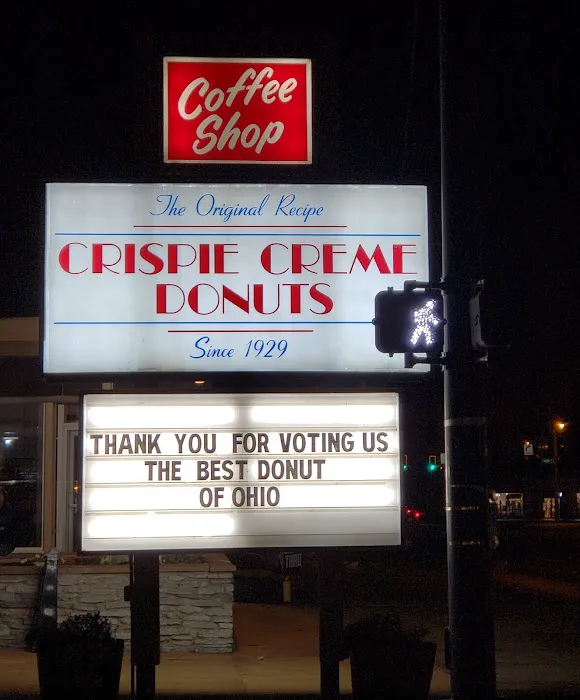 Coffee
Shop
The Original Recipe
CRISPIE CREME
DONUTS
Since 1929
THANK YOU FOR VOTING US
THE BEST DONUT
OF OHIO
THRU